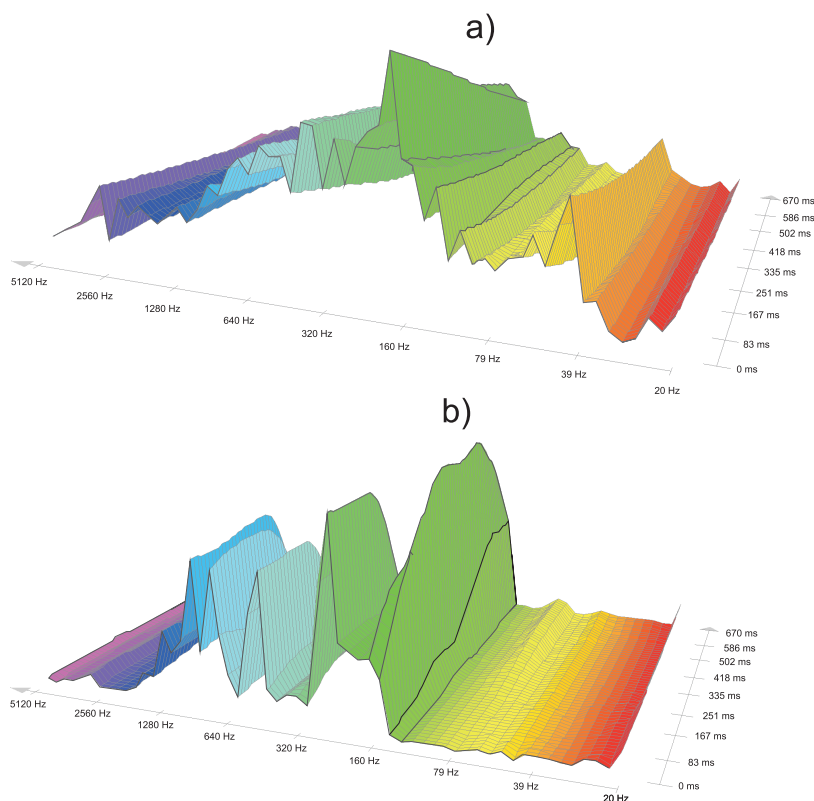 a)
670 ms
586 ms
502 ms
418 ms
335 ms
251 ms
167 ms
83 ms
0 ms
5120 Hz
2560 Hz
1280 Hz
640 Hz
320 Hz
160 Hz
79 Hz
39 Hz
20 Hz
b)
670 ms
586 ms
502 ms
418 ms
335 ms
251 ms
167 ms
83 ms
0 ms
5120 Hz
2560 Hz
1280 Hz
640 Hz
320 Hz
160 Hz
79 Hz
39 Hz
20 Hz